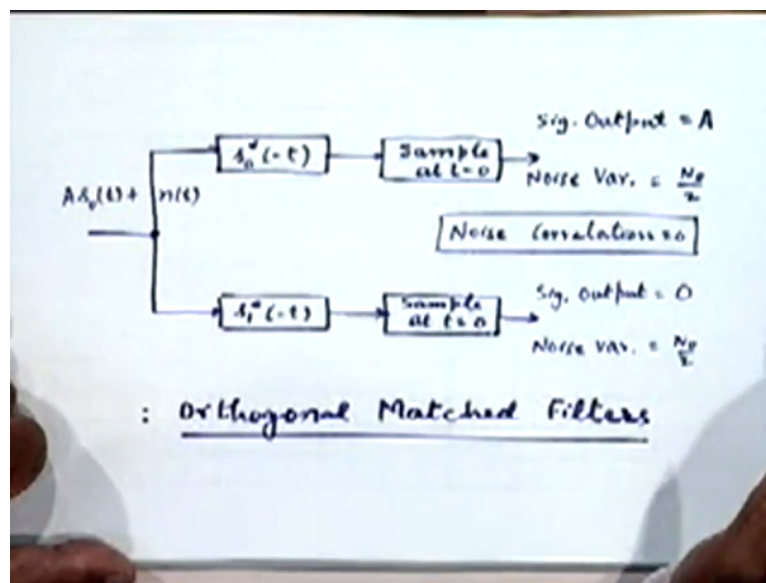 Sig. Output = A
s₀*(-t)
Sample
at t=0
Noise Var. = N₀/2
A s₀(t) + n(t)
Noise Correlation = 0
Sig. Output = 0
s₁*(-t)
Sample
at t=0
Noise Var. = N₀/2
: Orthogonal Matched Filters